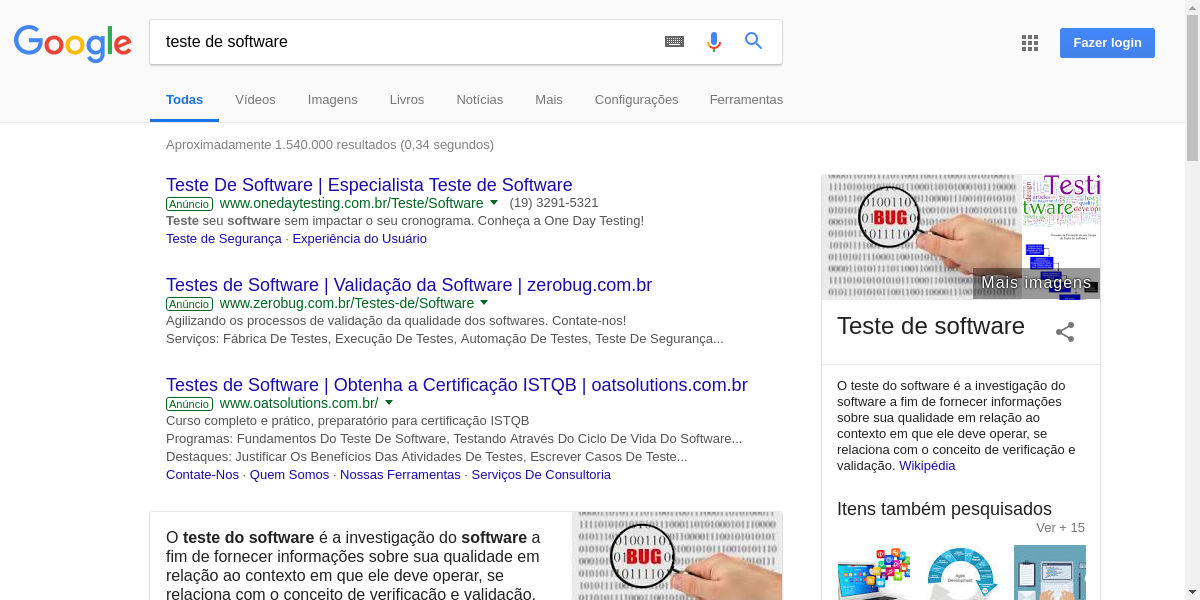 Google
teste de software
Fazer login
Todas Vídeos Imagens Livros Notícias Mais Configurações Ferramentas
Aproximadamente 1.540.000 resultados (0,34 segundos)
Teste De Software | Especialista Teste de Software
Anúncio www.onedaytesting.com.br/Teste/Software (19) 3291-5321
Teste seu software sem impactar o seu cronograma. Conheça a One Day Testing!
Teste de Segurança · Experiência do Usuário
Testes de Software | Validação da Software | zerobug.com.br
Anúncio www.zerobug.com.br/Testes-de/Software
Agilizando os processos de validação da qualidade dos softwares. Contate-nos!
Serviços: Fábrica De Testes, Execução De Testes, Automação De Testes, Teste De Segurança...
Testes de Software | Obtenha a Certificação ISTQB | oatsolutions.com.br
Anúncio www.oatsolutions.com.br/
Curso completo e prático, preparatório para certificação ISTQB
Programas: Fundamentos Do Teste De Software, Testando Através Do Ciclo De Vida Do Software...
Destaques: Justificar Os Benefícios Das Atividades De Testes, Escrever Casos De Teste...
Contate-Nos · Quem Somos · Nossas Ferramentas · Serviços De Consultoria
O teste do software é a investigação do software a
fim de fornecer informações sobre sua qualidade em
relação ao contexto em que ele deve operar, se
relaciona com o conceito de verificação e validação.
BUG
BUG
Testi
tware
Mais imagens
Teste de software
O teste do software é a investigação do
software a fim de fornecer informações
sobre sua qualidade em relação ao
contexto em que ele deve operar, se
relaciona com o conceito de verificação e
validação. Wikipédia
Itens também pesquisados
Ver + 15